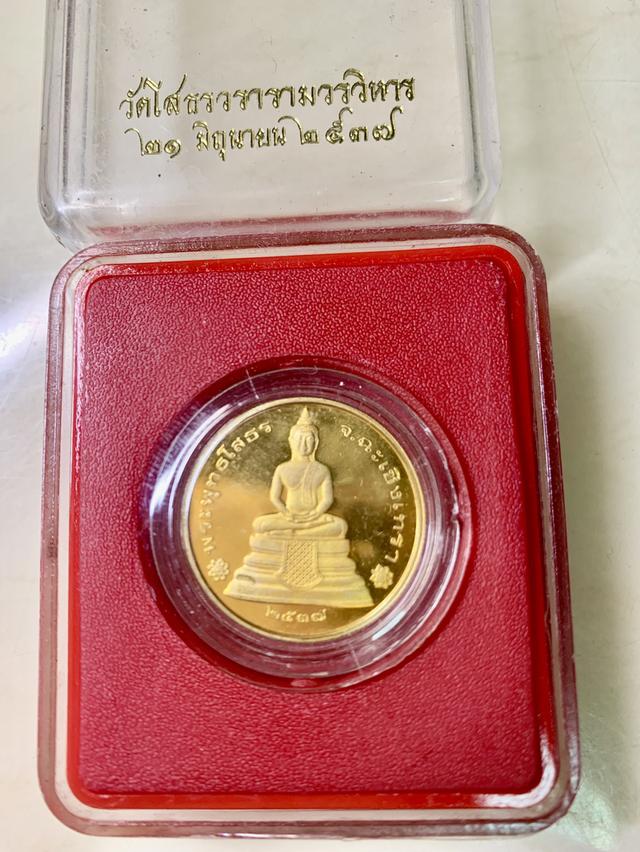 วัดโสธรวรารามวรวิหาร
๒๑ มิถุนายน ๒๕๓๗
พระพุทธโสธร
จ.ฉะเชิงเทรา
๒๕๓๗